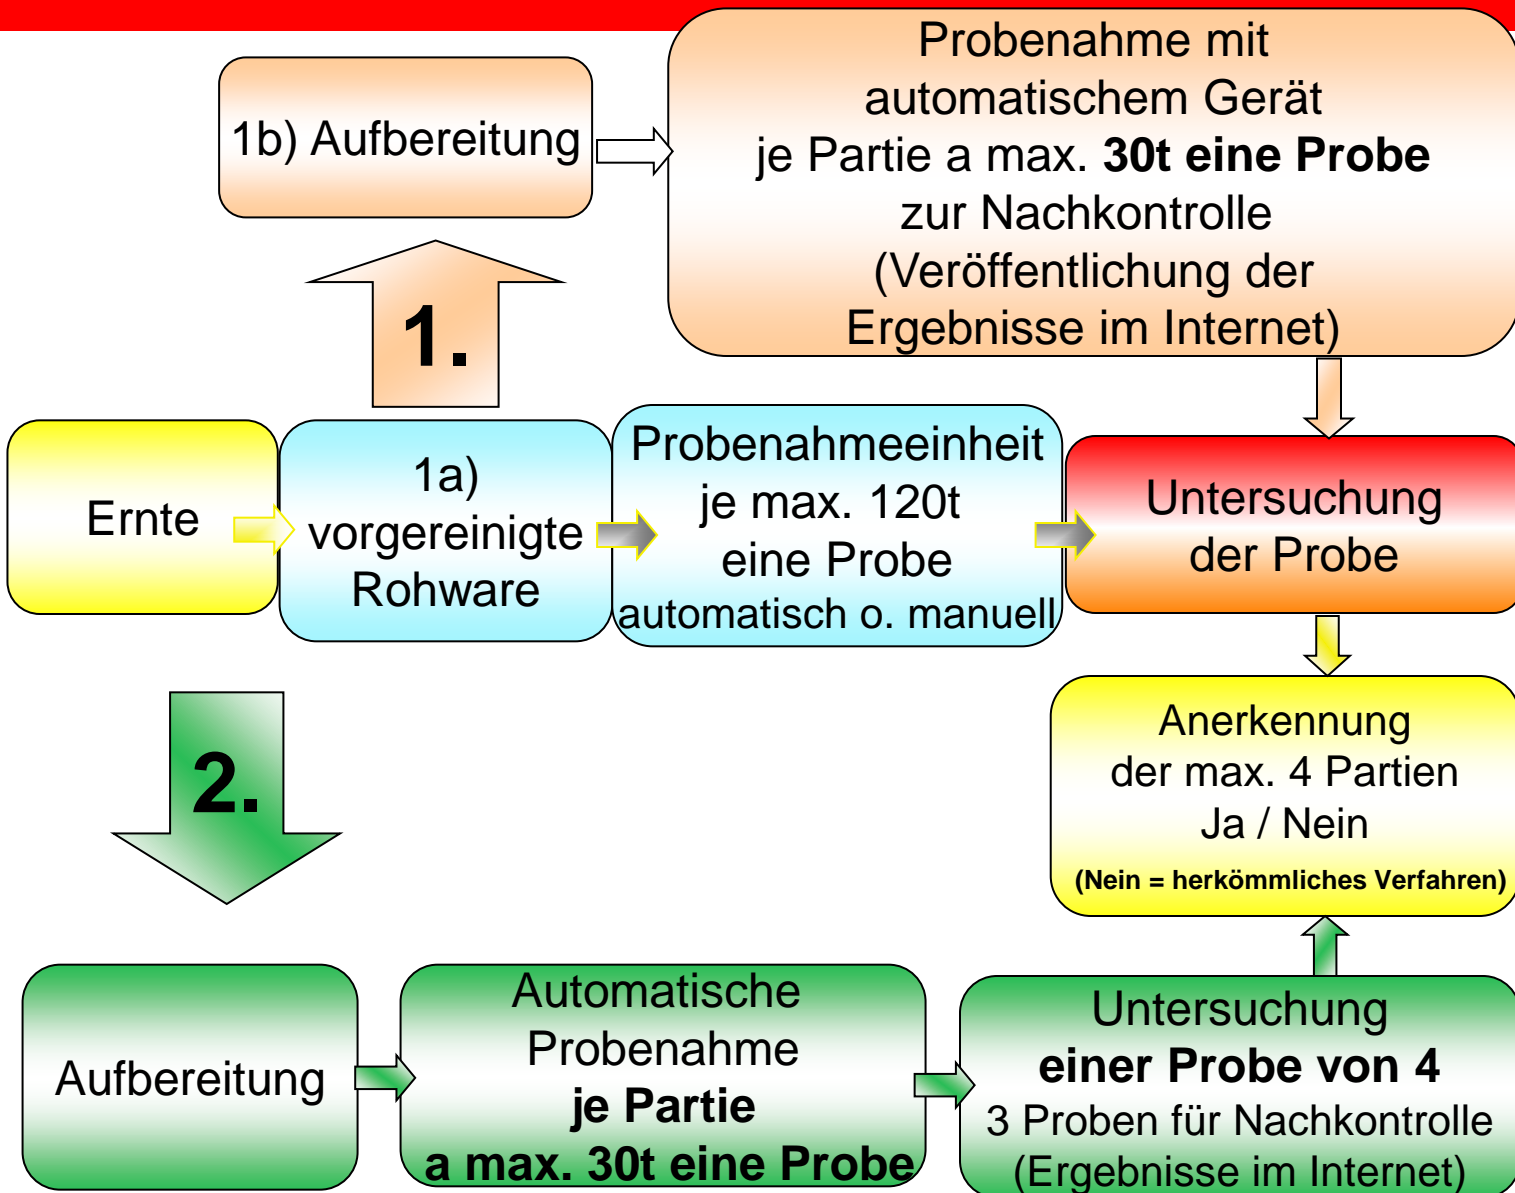 1b) Aufbereitung
Probenahme mit
automatischem Gerät
je Partie a max. 30t eine Probe
zur Nachkontrolle
(Veröffentlichung der
Ergebnisse im Internet)
1.
Ernte
1a)
vorgereinigte
Rohware
Probenahmeeinheit
je max. 120t
eine Probe
automatisch o. manuell
Untersuchung
der Probe
2.
Anerkennung
der max. 4 Partien
Ja / Nein
(Nein = herkömmliches Verfahren)
Aufbereitung
Automatische
Probenahme
je Partie
a max. 30t eine Probe
Untersuchung
einer Probe von 4
3 Proben für Nachkontrolle
(Ergebnisse im Internet)